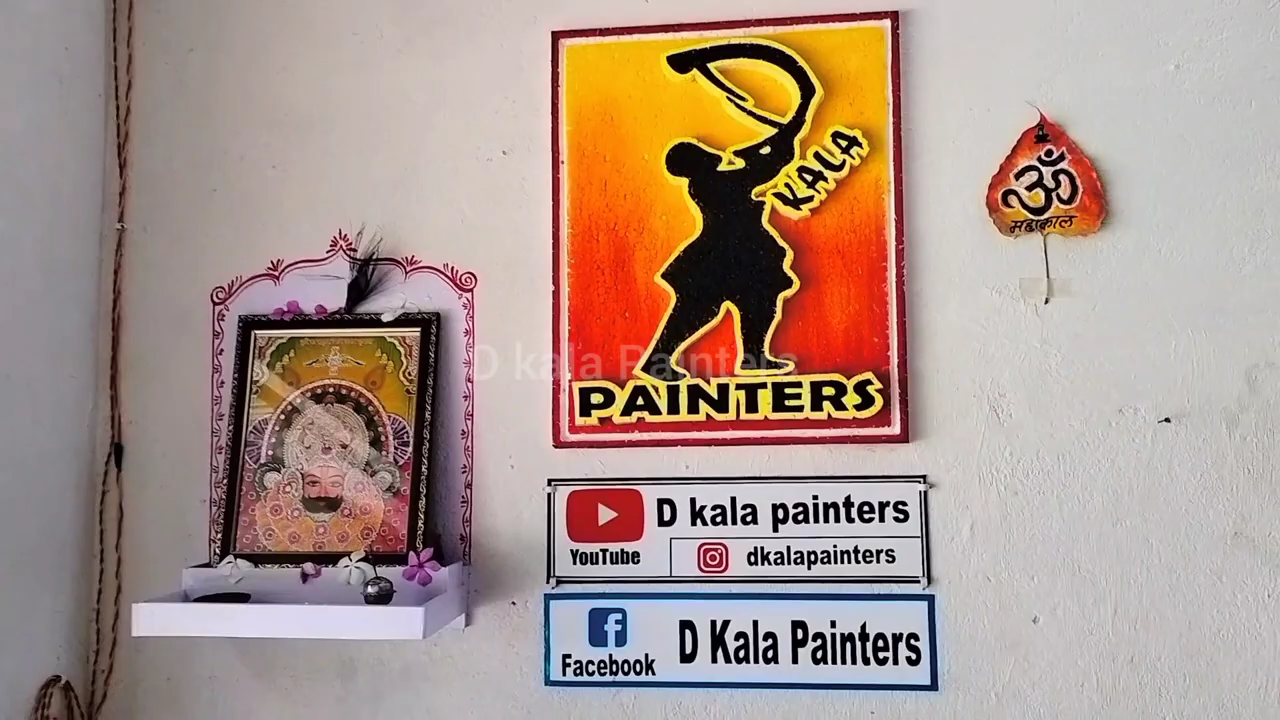 KALA
PAINTERS
D kala Painters
YouTube
D kala painters
dkalapainters
Facebook
D Kala Painters
ॐ
महाकाल